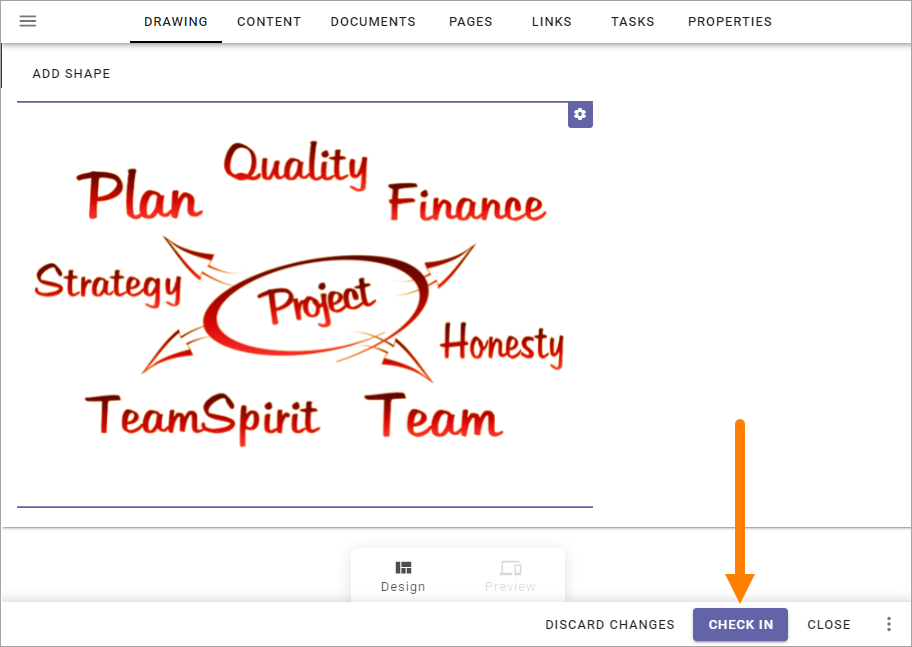 DRAWING CONTENT DOCUMENTS PAGES LINKS TASKS PROPERTIES
ADD SHAPE
Quality
Plan
Finance
Strategy
Project
Honesty
TeamSpirit
Team
Design Preview
DISCARD CHANGES CHECK IN CLOSE